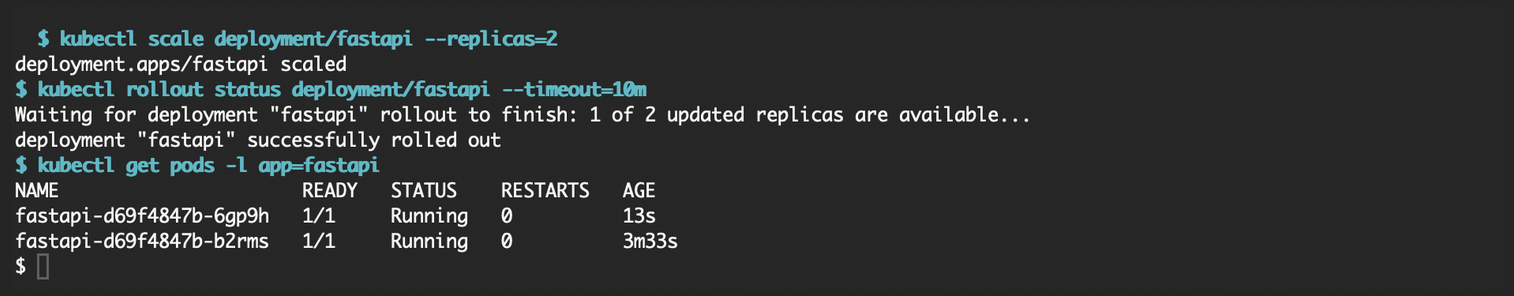 $ kubectl scale deployment/fastapi --replicas=2
deployment.apps/fastapi scaled
$ kubectl rollout status deployment/fastapi --timeout=10m
Waiting for deployment "fastapi" rollout to finish: 1 of 2 updated replicas are available...
deployment "fastapi" successfully rolled out
$ kubectl get pods -l app=fastapi
NAME                      READY   STATUS    RESTARTS   AGE
fastapi-d69f4847b-6gp9h   1/1     Running   0          13s
fastapi-d69f4847b-b2rms   1/1     Running   0          3m33s
$